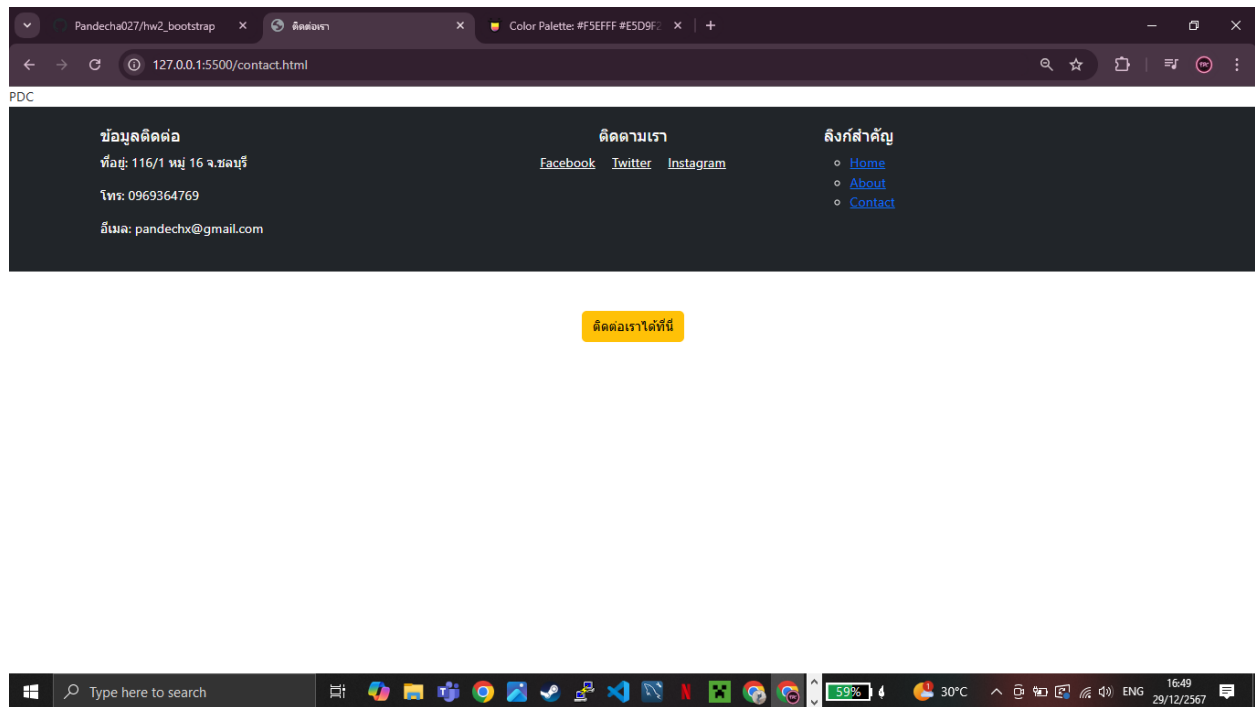 Pandecha027/hw2_bootstrap
ติดต่อเรา
Color Palette: #F5EFFF #E5D9F2
127.0.0.1:5500/contact.html
PDC
ข้อมูลติดต่อ
ที่อยู่: 116/1 หมู่ 16 จ.ชลบุรี
โทร: 0969364769
อีเมล: pandechx@gmail.com
ติดตามเรา
Facebook Twitter Instagram
ลิงก์สำคัญ
Home
About
Contact
ติดต่อเราได้ที่นี่
Type here to search
59%
30°C
ENG
16:49
29/12/2567